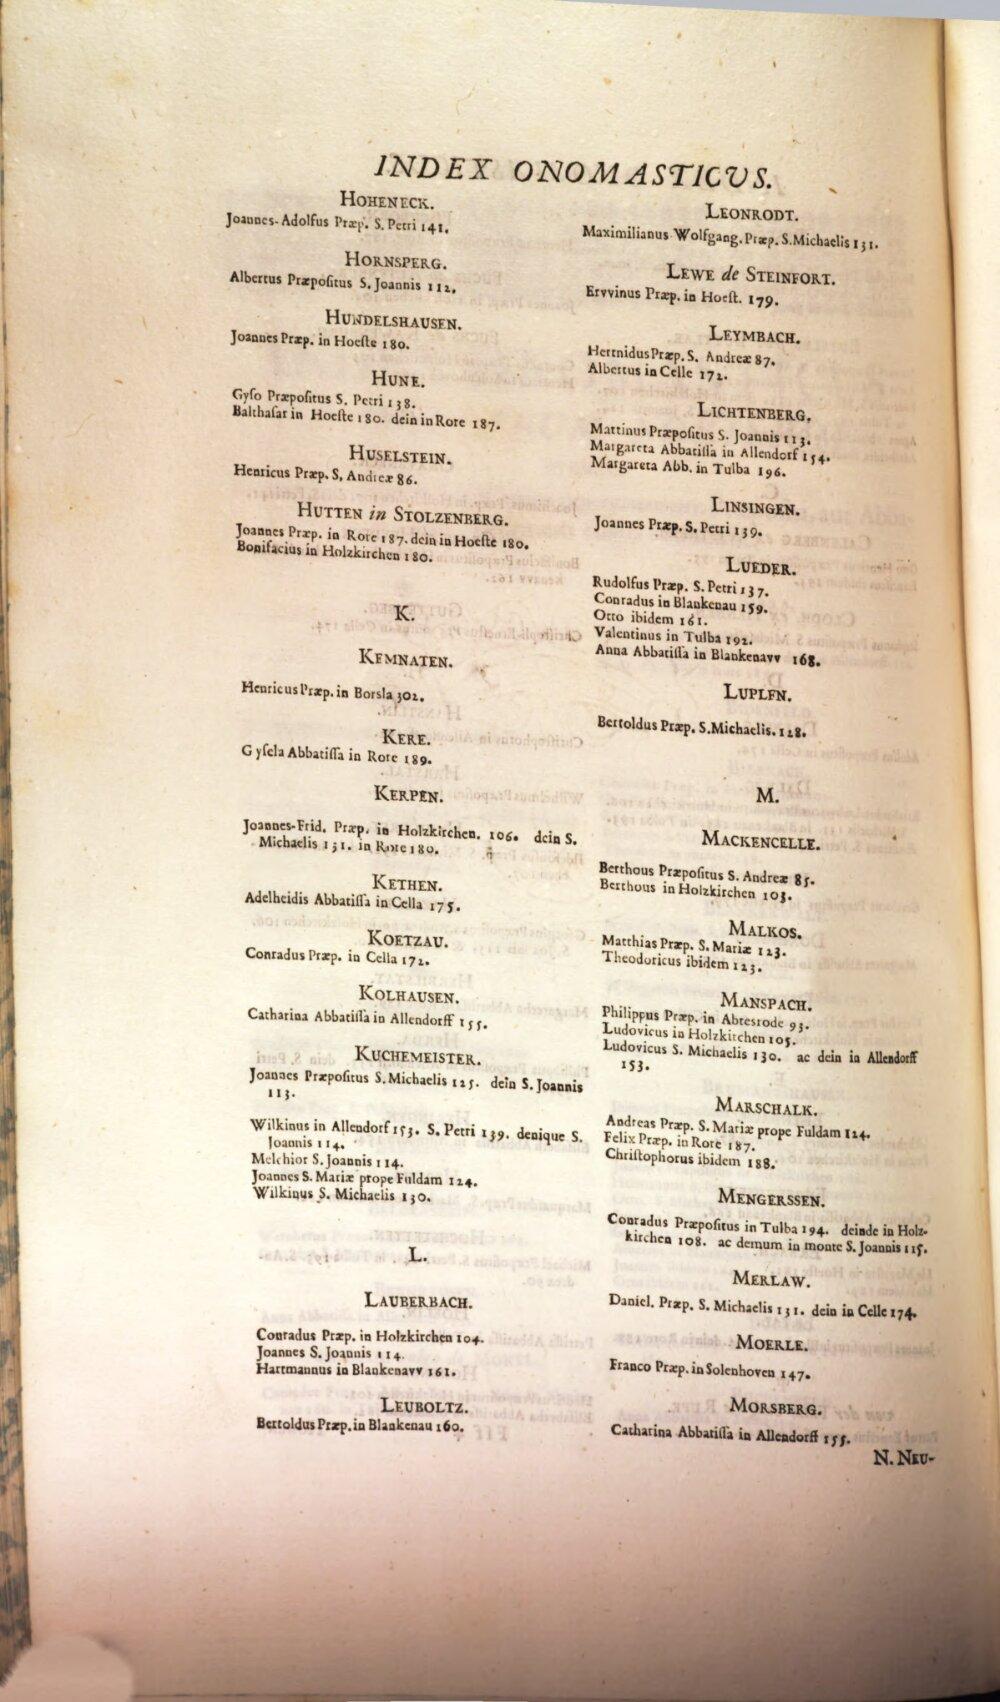 INDEX ONOMASTICVS.
HOHENECK.
Joannes-Adolfus Præp. S. Petri 141.
HORNSPERG.
Albertus Præpoſitus S. Joannis 112.
HUNDELSHAUSEN.
Joannes Præp. in Hoeſte 180.
HUNE.
Gyſo Præpoſitus S. Petri 138.
Balthaſar in Hoeſte 180. dein in Rore 187.
HUSELSTEIN.
Henricus Præp. S. Andreæ 86.
HUTTEN in STOLZENBERG.
Joannes Præp. in Rore 187. dein in Hoeſte 180.
Bonifacius in Holzkirchen 180.
K.
KEMNATEN.
Henricus Præp. in Borsla 302.
KERE.
Gyſela Abbatiſſa in Rore 189.
KERPEN.
Joannes-Frid. Præp. in Holzkirchen. 106. dein S.
Michaelis 131. in Rore 180.
KETHEN.
Adelheidis Abbatiſſa in Cella 175.
KOETZAU.
Conradus Præp. in Cella 172.
KOLHAUSEN.
Catharina Abbatiſſa in Allendorff 155.
KUCHEMEISTER.
Joannes Præpoſitus S. Michaelis 125. dein S. Joannis
113.
Wilkinus in Allendorf 153. S. Petri 139. denique S.
Joannis 114.
Melchior S. Joannis 114.
Joannes S. Mariæ prope Fuldam 124.
Wilkinus S. Michaelis 130.
L.
LAUBERBACH.
Conradus Præp. in Holzkirchen 104.
Joannes S. Joannis 114.
Hartmannus in Blankenavv 161.
LEUBOLTZ.
Bertoldus Præp. in Blankenau 160.
LEONRODT.
Maximilianus Wolfgang. Præp. S. Michaelis 131.
LEWE de STEINFORT.
Ervvinus Præp. in Hoeſt. 179.
LEYMBACH.
Hertnidus Præp. S. Andreæ 87.
Albertus in Celle 172.
LICHTENBERG.
Martinus Præpoſitus S. Joannis 113.
Margareta Abbatiſſa in Allendorf 154.
Margareta Abb. in Tulba 196.
LINSINGEN.
Joannes Præp. S. Petri 139.
LUEDER.
Rudolfus Præp. S. Petri 137.
Conradus in Blankenau 159.
Otto ibidem 161.
Valentinus in Tulba 192.
Anna Abbatiſſa in Blankenavv 168.
LUPLEN.
Bertoldus Præp. S. Michaelis. 128.
M.
MACKENCELLE.
Berthous Præpoſitus S. Andreæ 85.
Berthous in Holzkirchen 103.
MALKOS.
Matthias Præp. S. Mariæ 123.
Theodoricus ibidem 123.
MANSPACH.
Philippus Præp. in Abtesrode 93.
Ludovicus in Holzkirchen 105.
Ludovicus S. Michaelis 130. ac dein in Allendorff
153.
MARSCHALK.
Andreas Præp. S. Mariæ prope Fuldam 124.
Felix Præp. in Rore 187.
Chriſtophorus ibidem 188.
MENGERSSEN.
Conradus Præpoſitus in Tulba 194. deinde in Holz-
kirchen 108. ac demum in monte S. Joannis 115.
MERLAW.
Daniel. Præp. S. Michaelis 131. dein in Celle 174.
MOERLE.
Franco Præp. in Solenhoven 147.
MORSBERG.
Catharina Abbatiſſa in Allendorff 155.
N. NEU-